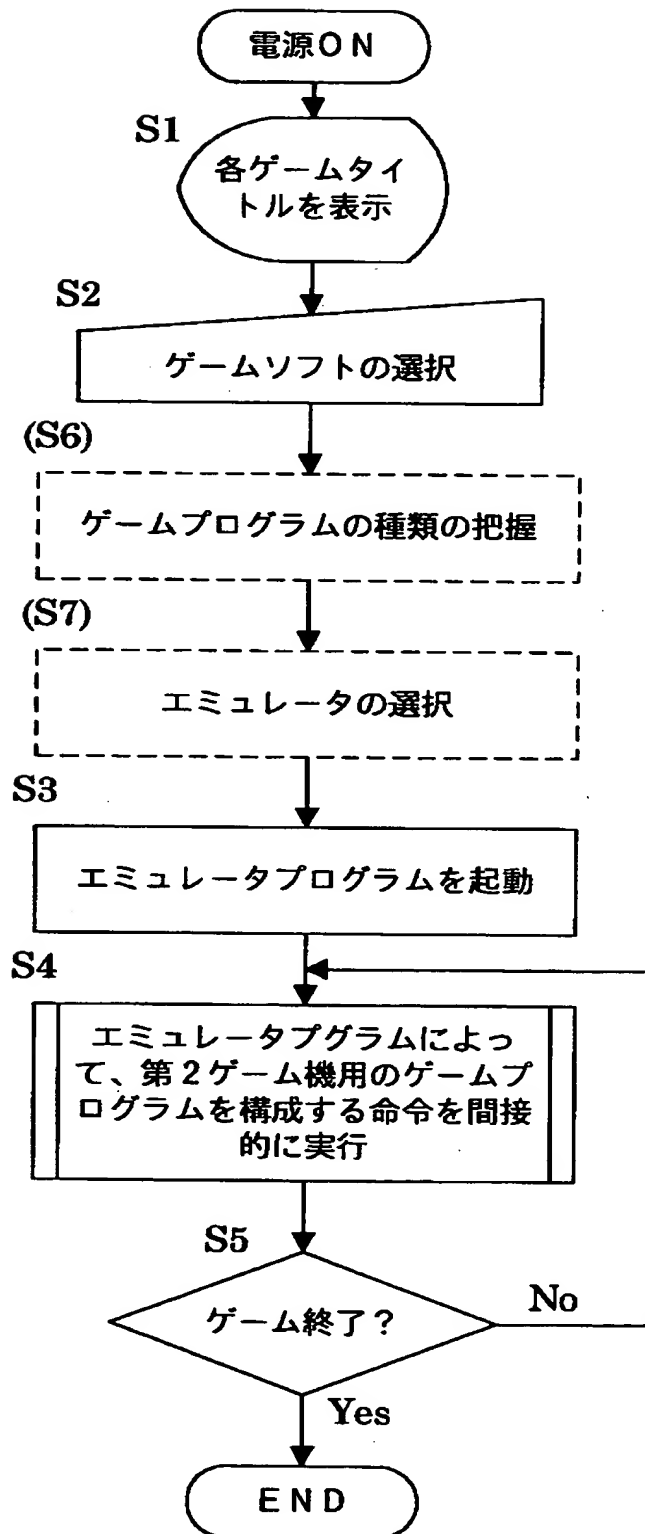 電源ON
S1
各ゲームタイ
トルを表示
S2
ゲームソフトの選択
(S6)
ゲームプログラムの種類の把握
(S7)
エミュレータの選択
S3
エミュレータプログラムを起動
S4
エミュレータプグラムによっ
て、第2ゲーム機用のゲームプ
ログラムを構成する命令を間接
的に実行
S5
ゲーム終了?
No
Yes
END